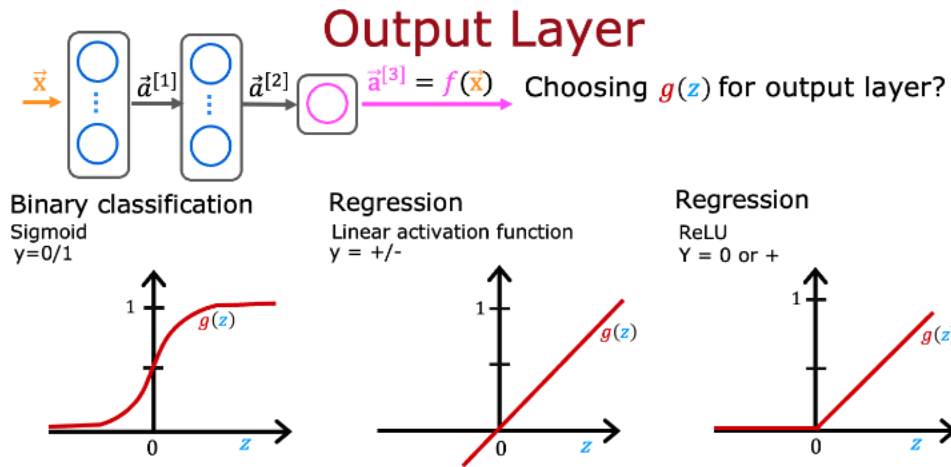 Output Layer
x⃗
a⃗[1]
a⃗[2]
a⃗[3] = f(x⃗)
Choosing g(z) for output layer?
Binary classification
Sigmoid
y=0/1
1
g(z)
0
z
Regression
Linear activation function
y = +/-
1
g(z)
0
z
Regression
ReLU
Y = 0 or +
1
g(z
0
z